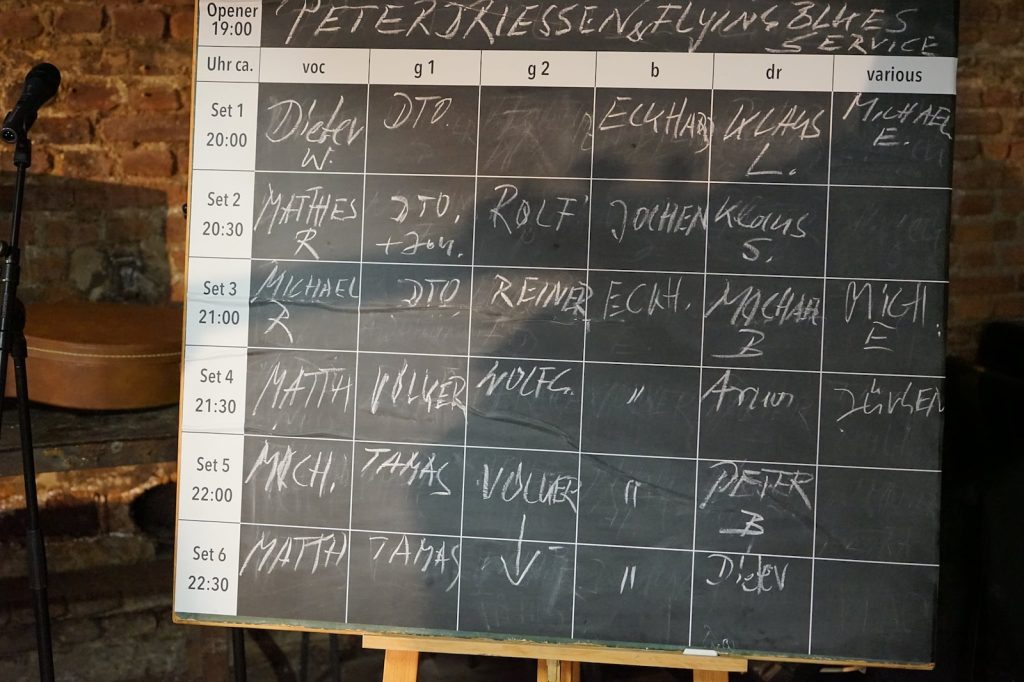 Opener 19:00 PETER DRIESSEN & FLYING BLUES SERVICE
Uhr ca. voc g 1 g 2 b dr various
Set 1 20:00 Dieter W. DTO. ECKHARD KLAUS L. MICHAEL E.
Set 2 20:30 MATTHES R DTO. ROLF JOCHEN Klaus S.
Set 3 21:00 MICHAEL R DTO REINER ECKH. MICHAEL B MICH. E
Set 4 21:30 MATTH VOLKER WOLFG. " JÜRGEN
Set 5 22:00 MICH. TAMAS VOLKER " PETER B
Set 6 22:30 MATTH TAMAS ↓ " Dieter